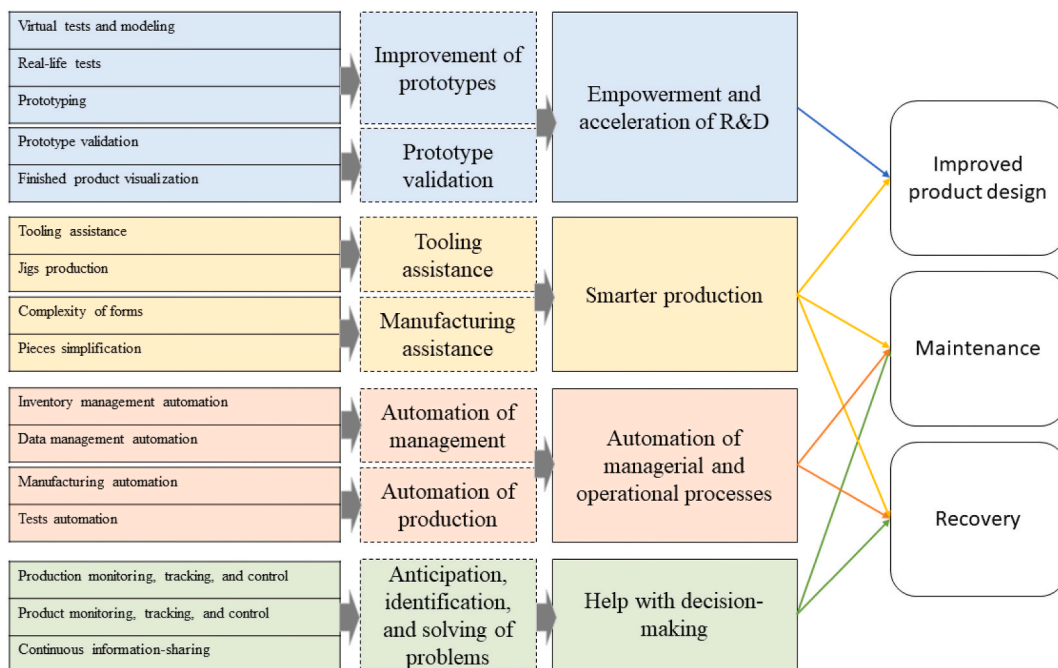 Virtual tests and modeling
Real-life tests
Prototyping
Prototype validation
Finished product visualization
Improvement of
prototypes
Prototype
validation
Empowerment and
acceleration of R&D
Tooling assistance
Jigs production
Complexity of forms
Pieces simplification
Tooling
assistance
Manufacturing
assistance
Smarter production
Inventory management automation
Data management automation
Manufacturing automation
Tests automation
Automation of
management
Automation of
production
Automation of
managerial and
operational processes
Production monitoring, tracking, and control
Product monitoring, tracking, and control
Continuous information-sharing
Anticipation,
identification,
and solving of
problems
Help with decision-
making
Improved
product design
Maintenance
Recovery